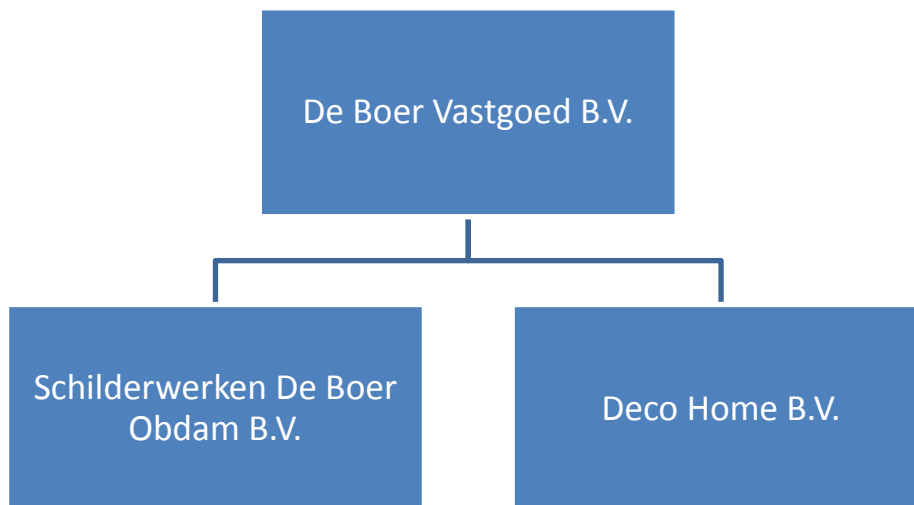 De Boer Vastgoed B.V.
Schilderwerken De Boer
Obdam B.V.
Deco Home B.V.